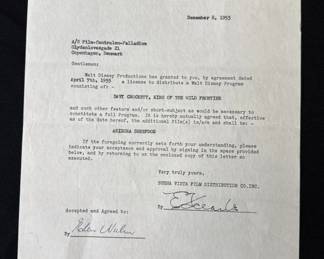 December 8, 1955
A/S Film-Centralen-Palladium
Copenhagen, Denmark
Gentlemen:
Walt Disney Productions has granted to you, by agreement dated
April 7th, 1955 a license to distribute a Walt Disney Program
consisting of: -
DAVY CROCKETT, KING OF THE WILD FRONTIER
and such other feature and/or short-subject as would be necessary to
constitute a full Program. It is hereby mutually agreed, that effective
as of the date hereof, the additional film(s) is/are and shall be: -
ARIZONA SHEEPDOG
If the foregoing correctly sets forth your understanding, please
indicate your acceptance and approval by signing in the space provided
below, and by returning to us the enclosed copy of this letter so
executed.
Very truly yours,
BUENA VISTA FILM DISTRIBUTION CO. INC.
By
Accepted and Agreed to:
By